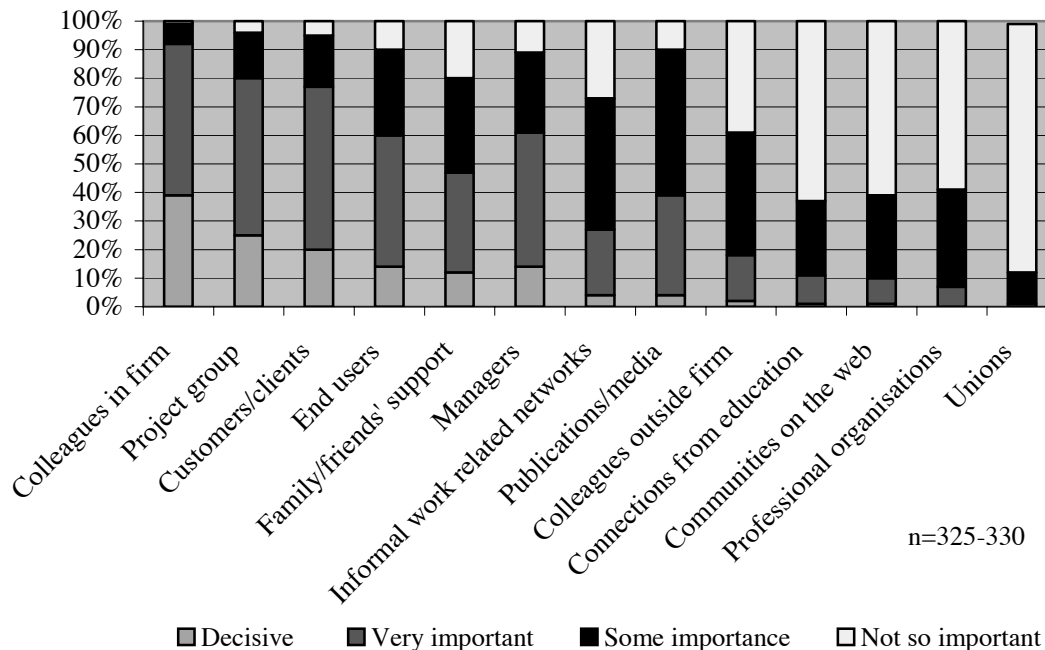 100%
90%
80%
70%
60%
50%
40%
30%
20%
10%
0%
Colleagues in firm
Project group
Customers/clients
End users
Family/friends' support
Managers
Informal work related networks
Publications/media
Colleagues outside firm
Connections from education
Communities on the web
Professional organisations
Unions
n=325-330
Decisive Very important Some importance Not so important